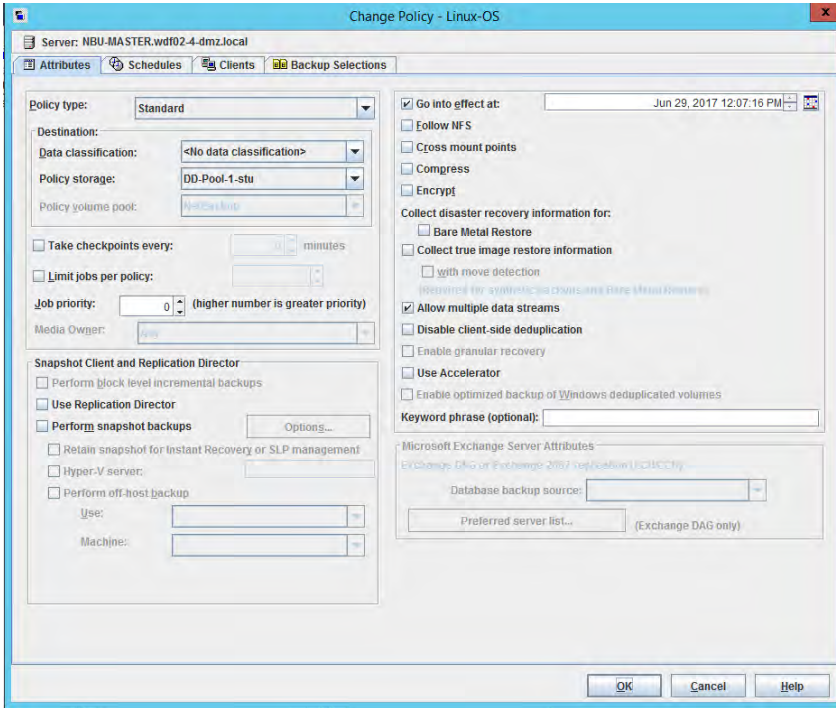 Change Policy - Linux-OS
x
Server: NBU-MASTER.wdf02-4-dmz.local
Attributes
Schedules
Clients
Backup Selections
Policy type:
Standard
Destination:
Data classification:
<No data classification>
Policy storage:
DD-Pool-1-stu
Policy volume pool:
NetBackup
Take checkpoints every:
0
minutes
Limit jobs per policy:
Job priority:
0
(higher number is greater priority)
Media Owner:
Any
Snapshot Client and Replication Director
Perform block level incremental backups
Use Replication Director
Perform snapshot backups
Options...
Retain snapshot for Instant Recovery or SLP management
Hyper-V server:
Perform off-host backup
Use:
Machine:
Go into effect at:
Jun 29, 2017 12:07:16 PM
Follow NFS
Cross mount points
Compress
Encrypt
Collect disaster recovery information for:
Bare Metal Restore
Collect true image restore information
with move detection
(Required for synthetic backups and Bare Metal Restore)
Allow multiple data streams
Disable client-side deduplication
Enable granular recovery
Use Accelerator
Enable optimized backup of Windows deduplicated volumes
Keyword phrase (optional):
Microsoft Exchange Server Attributes
Exchange DAG or Exchange 2007 replication (LCR/CCR)
Database backup source:
Preferred server list...
(Exchange DAG only)
OK
Cancel
Help